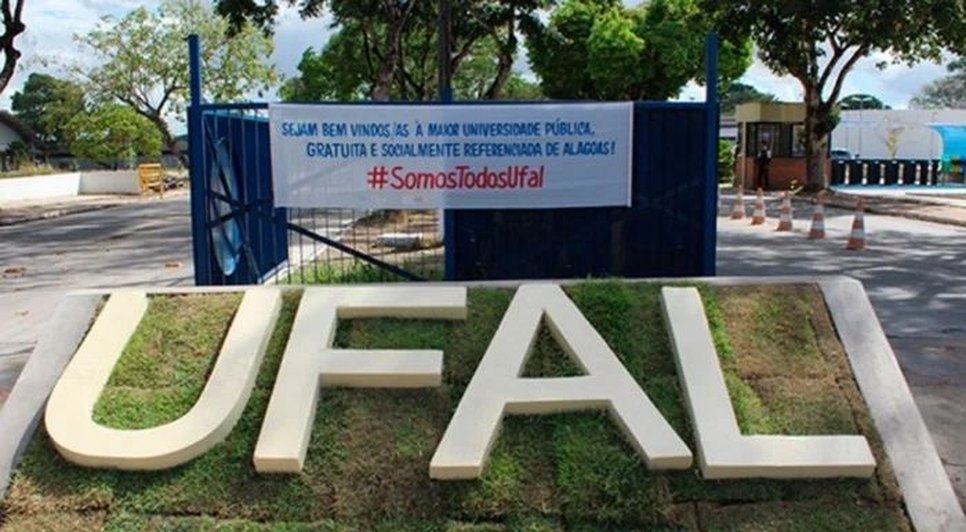 SEJAM BEM VINDOS/AS À MAIOR UNIVERSIDADE PÚBLICA,
GRATUITA E SOCIALMENTE REFERENCIADA DE ALAGOAS!
#SomosTodosUfal
UFAL